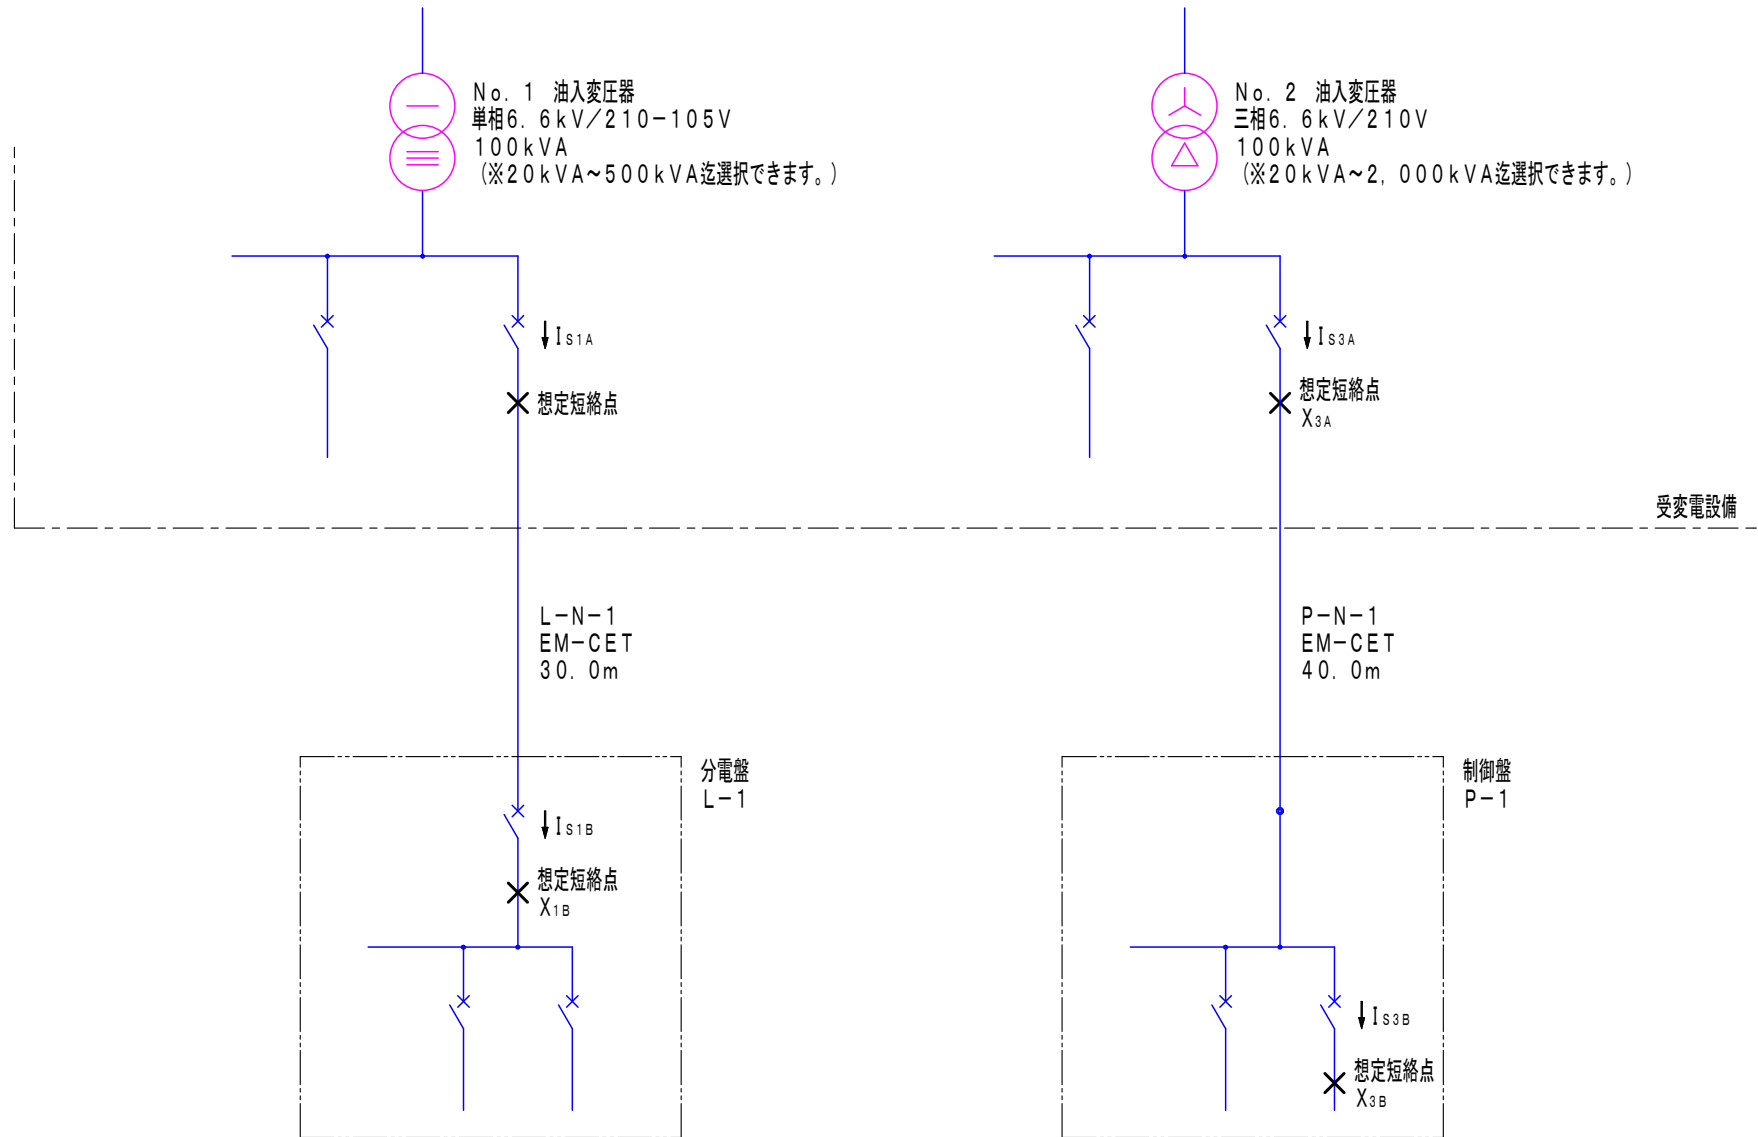 No. 1 油入変圧器
単相6. 6kV/210-105V
100kVA
(※20kVA~500kVA迄選択できます。)
No. 2 油入変圧器
三相6. 6kV/210V
100kVA
(※20kVA~2, 000kVA迄選択できます。)
IS1A
想定短絡点
IS3A
想定短絡点
X3A
受変電設備
L-N-1
EM-CET
30. 0m
P-N-1
EM-CET
40. 0m
分電盤
L-1
制御盤
P-1
IS1B
想定短絡点
X1B
IS3B
想定短絡点
X3B